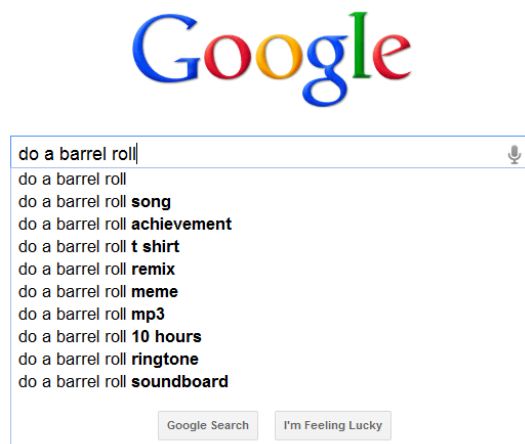 Google
do a barrel roll
do a barrel roll
do a barrel roll song
do a barrel roll achievement
do a barrel roll t shirt
do a barrel roll remix
do a barrel roll meme
do a barrel roll mp3
do a barrel roll 10 hours
do a barrel roll ringtone
do a barrel roll soundboard
Google Search I'm Feeling Lucky